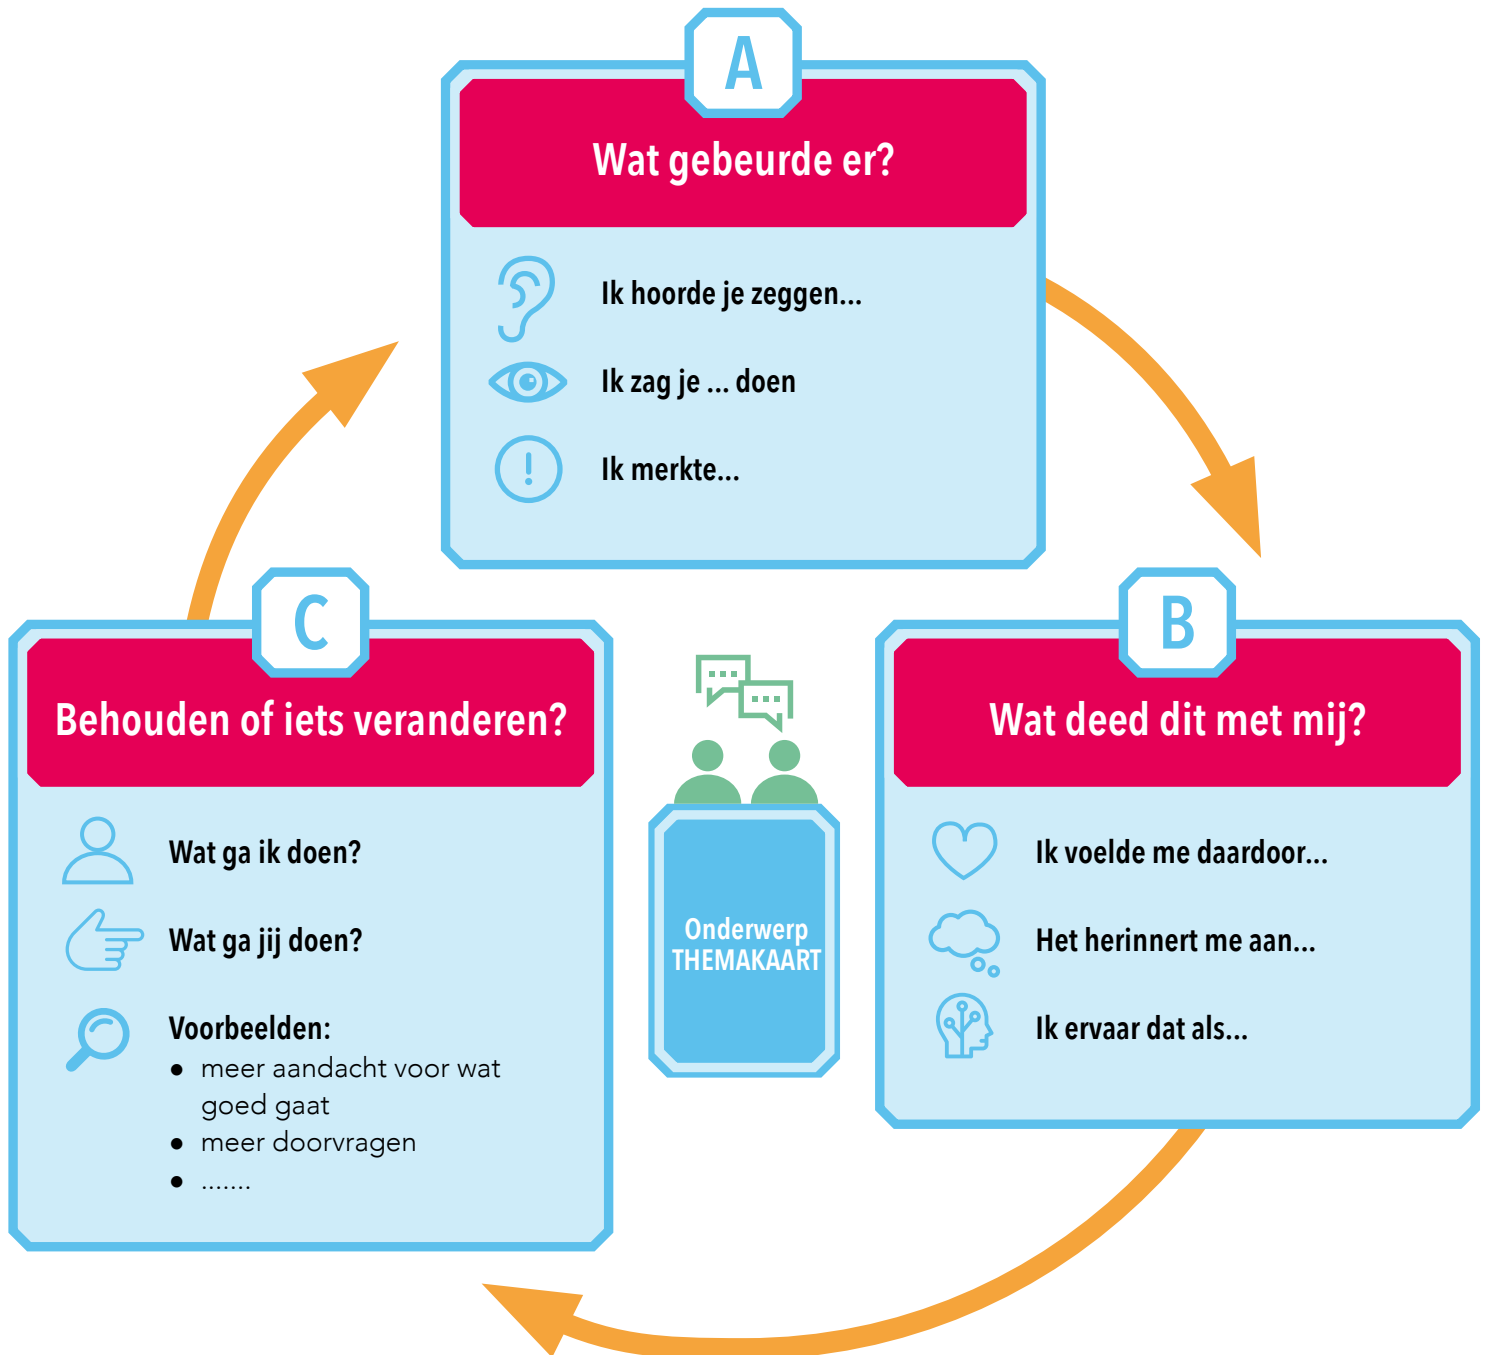 A
Wat gebeurde er?
Ik hoorde je zeggen...
Ik zag je ... doen
Ik merkte...
B
Wat deed dit met mij?
Ik voelde me daardoor...
Het herinnert me aan...
Ik ervaar dat als...
C
Behouden of iets veranderen?
Wat ga ik doen?
Wat ga jij doen?
Voorbeelden:
• meer aandacht voor wat
goed gaat
• meer doorvragen
• .......
Onderwerp
THEMAKAART